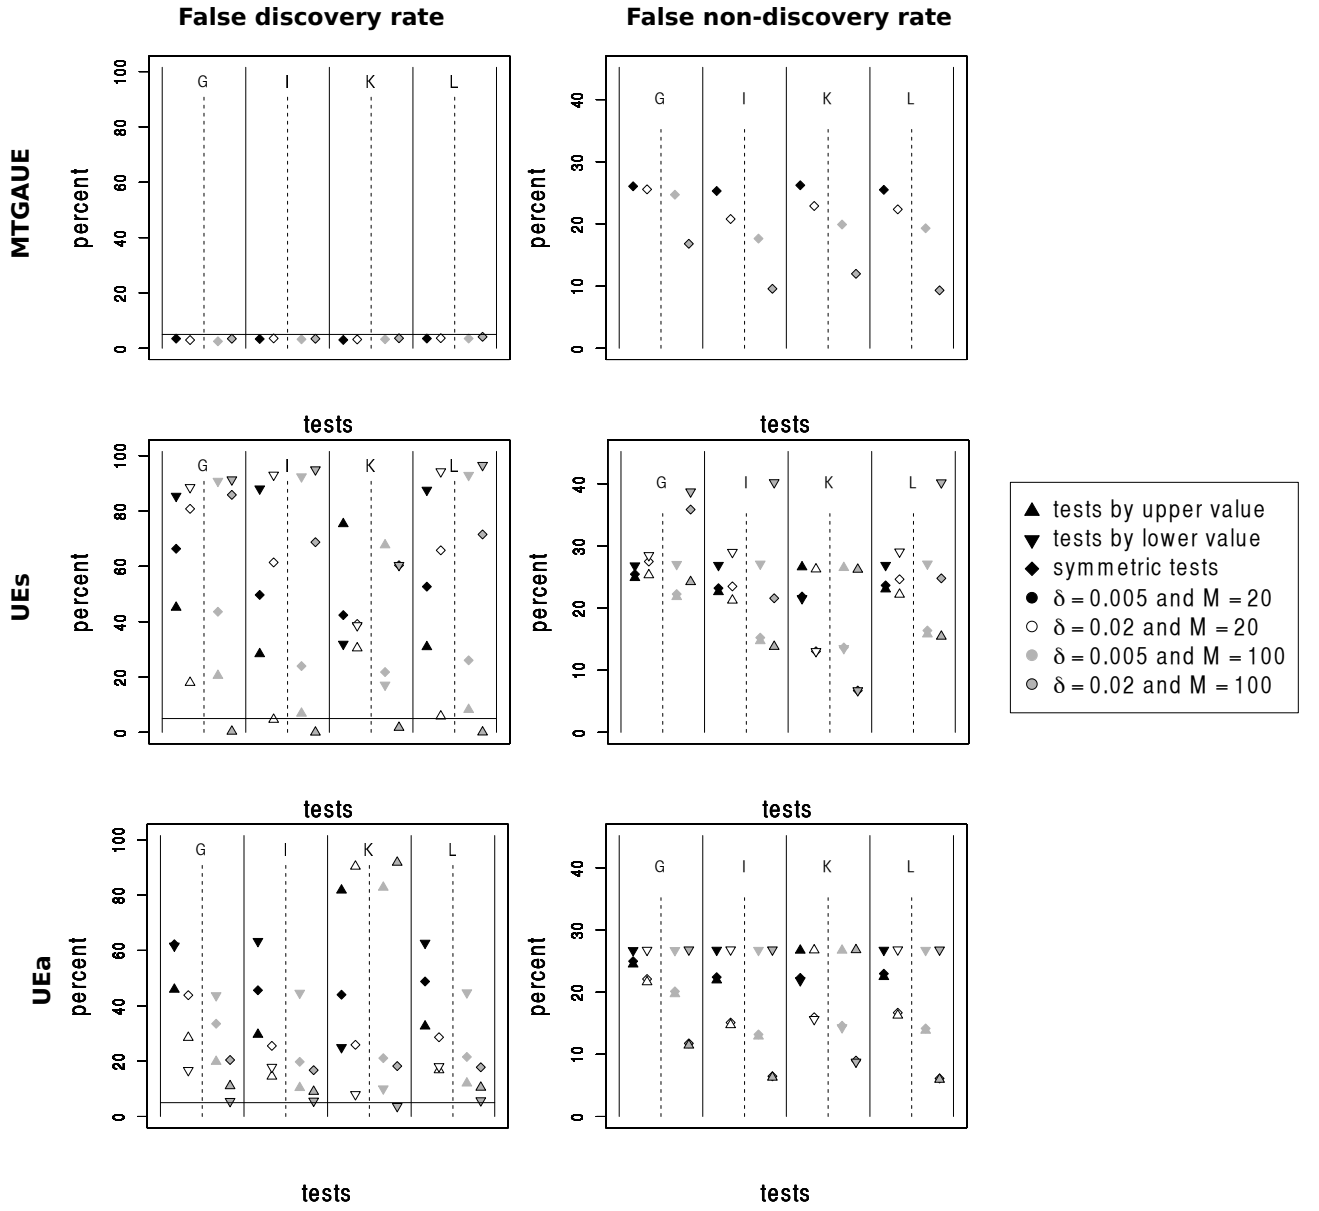 False discovery rate
False non-discovery rate
MTGAUE
percent
0 20 40 60 80 100
G I K L
percent
0 10 20 30 40
G I K L
tests
UEs
percent
0 20 40 60 80 100
G I K L
percent
0 10 20 30 40
G I K L
tests by upper value
tests by lower value
symmetric tests
δ = 0.005 and M = 20
δ = 0.02 and M = 20
δ = 0.005 and M = 100
δ = 0.02 and M = 100
tests
tests
UEa
percent
0 20 40 60 80 100
G I K L
percent
0 10 20 30 40
G I K L
tests
tests